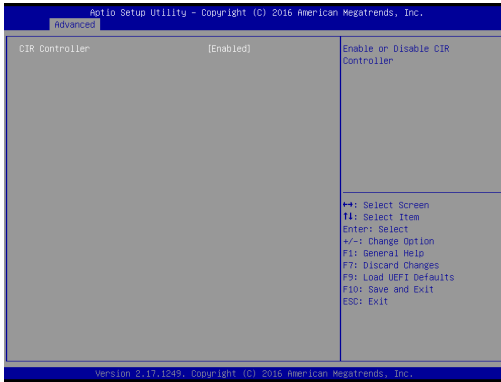 Aptio Setup Utility – Copyright (C) 2016 American Megatrends, Inc.
Advanced
CIR Controller [Enabled]
Enable or Disable CIR
Controller
↔: Select Screen
↑↓: Select Item
Enter: Select
+/-: Change Option
F1: General Help
F7: Discard Changes
F9: Load UEFI Defaults
F10: Save and Exit
ESC: Exit
Version 2.17.1249. Copyright (C) 2016 American Megatrends, Inc.